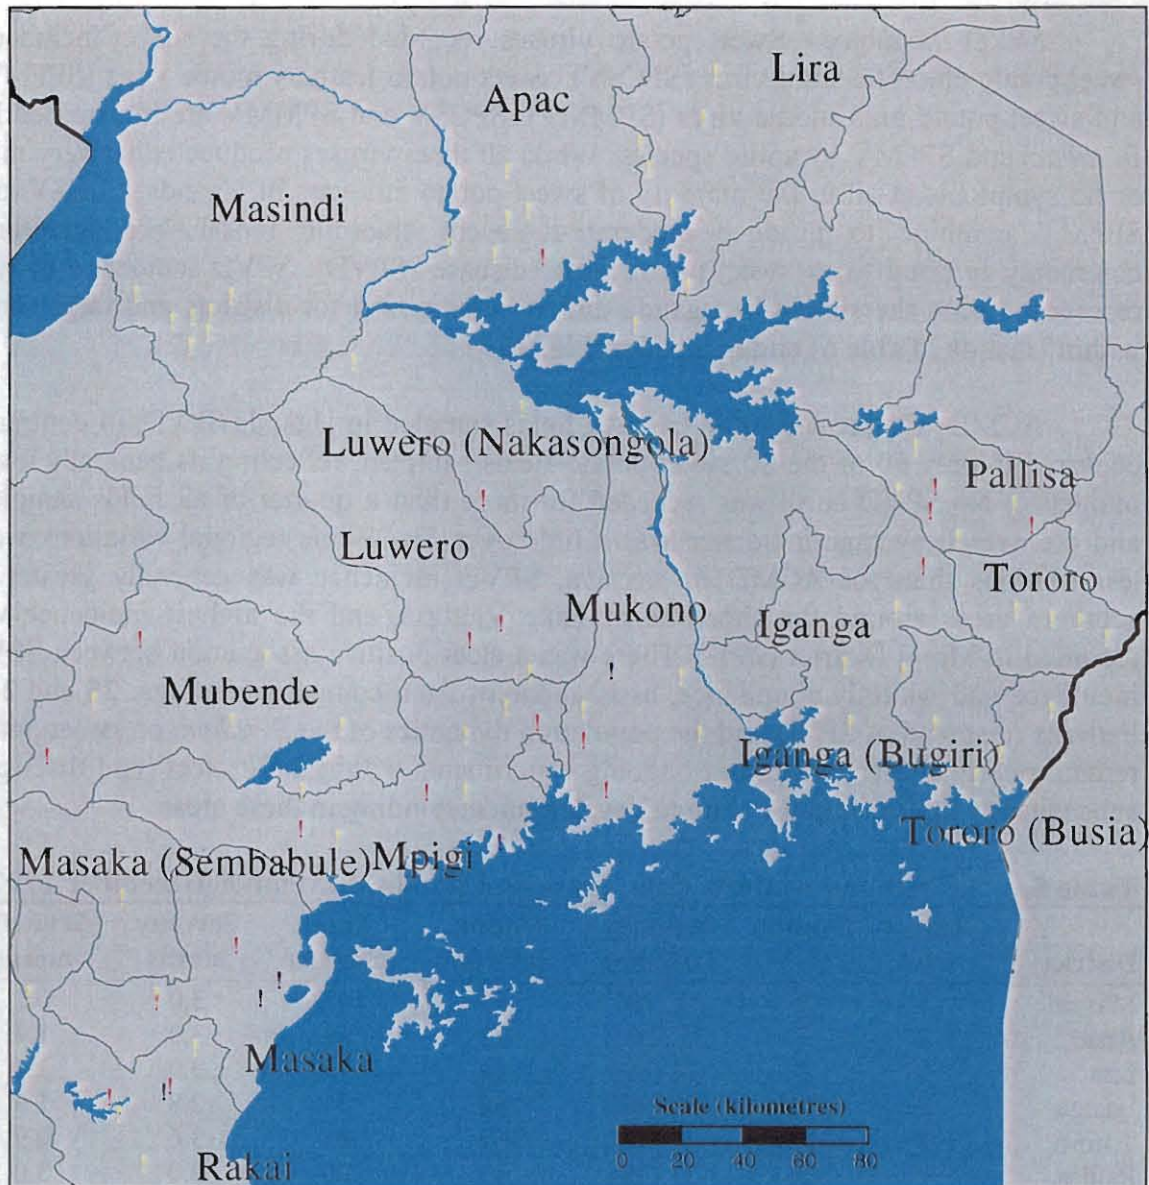 Lira
Apac
Masindi
Luwero (Nakasongola)
Pallisa
Luwero
Tororo
Mukono
Iganga
Mubende
Iganga (Bugiri)
Tororo (Busia)
Masaka (Sembabule)
Mpigi
Masaka
Scale (kilometres)
0 20 40 60 80
Rakai